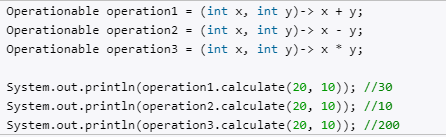 Operationable operation1 = (int x, int y)-> x + y;
Operationable operation2 = (int x, int y)-> x - y;
Operationable operation3 = (int x, int y)-> x * y;
System.out.println(operation1.calculate(20, 10)); //30
System.out.println(operation2.calculate(20, 10)); //10
System.out.println(operation3.calculate(20, 10)); //200